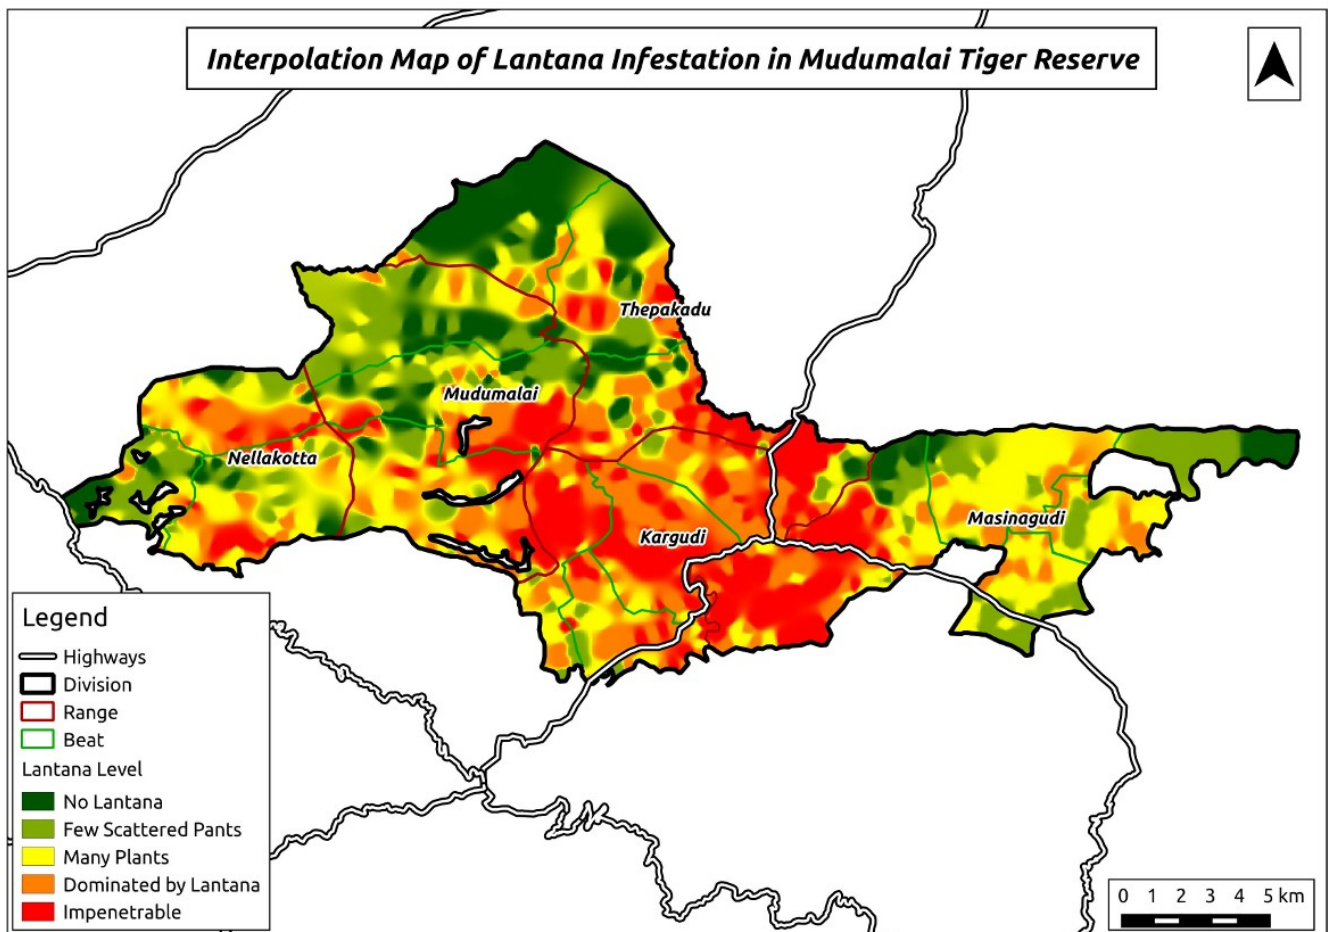 Interpolation Map of Lantana Infestation in Mudumalai Tiger Reserve
Thepakadu
Mudumalai
Nellakotta
Kargudi
Masinagudi
Legend
Highways
Division
Range
Beat
Lantana Level
No Lantana
Few Scattered Pants
Many Plants
Dominated by Lantana
Impenetrable
0 1 2 3 4 5 km